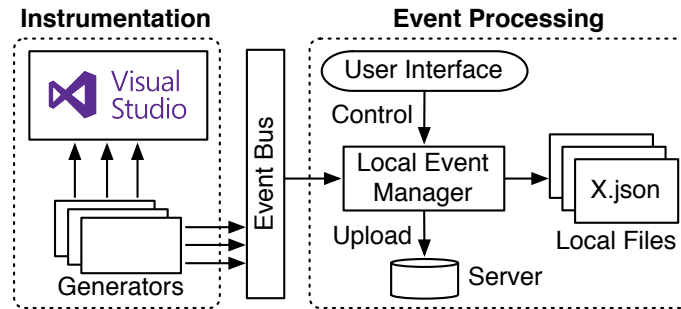 Instrumentation
Event Processing
Visual
Studio
Generators
Event Bus
User Interface
Control
Local Event
Manager
Upload
Server
X.json
Local Files